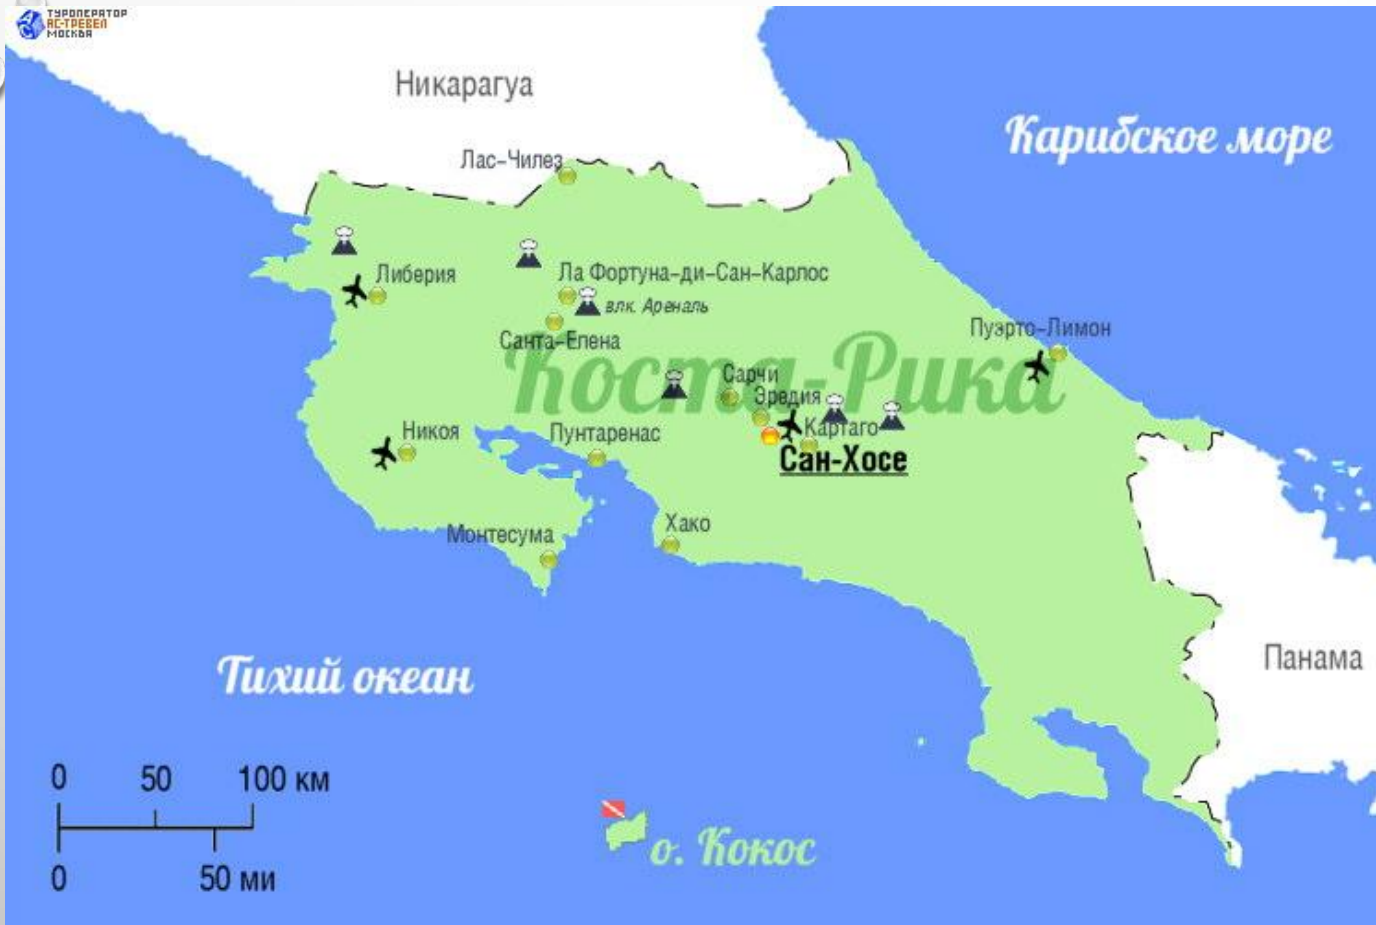 ТУРОПЕРАТОР
АС-ТРЕВЕЛ
МОСКВА
Никарагуа
Карибское море
Лас-Чилез
Либерия
Ла Фортуна-ди-Сан-Карлос
влк. Ареналь
Санта-Елена
Пуэрто-Лимон
Коста-Рика
Сарчи
Эредия
Никоя
Пунтаренас
Картаго
Сан-Хосе
Хако
Монтесума
Панама
Тихий океан
0 50 100 км
0 50 ми
о. Кокос